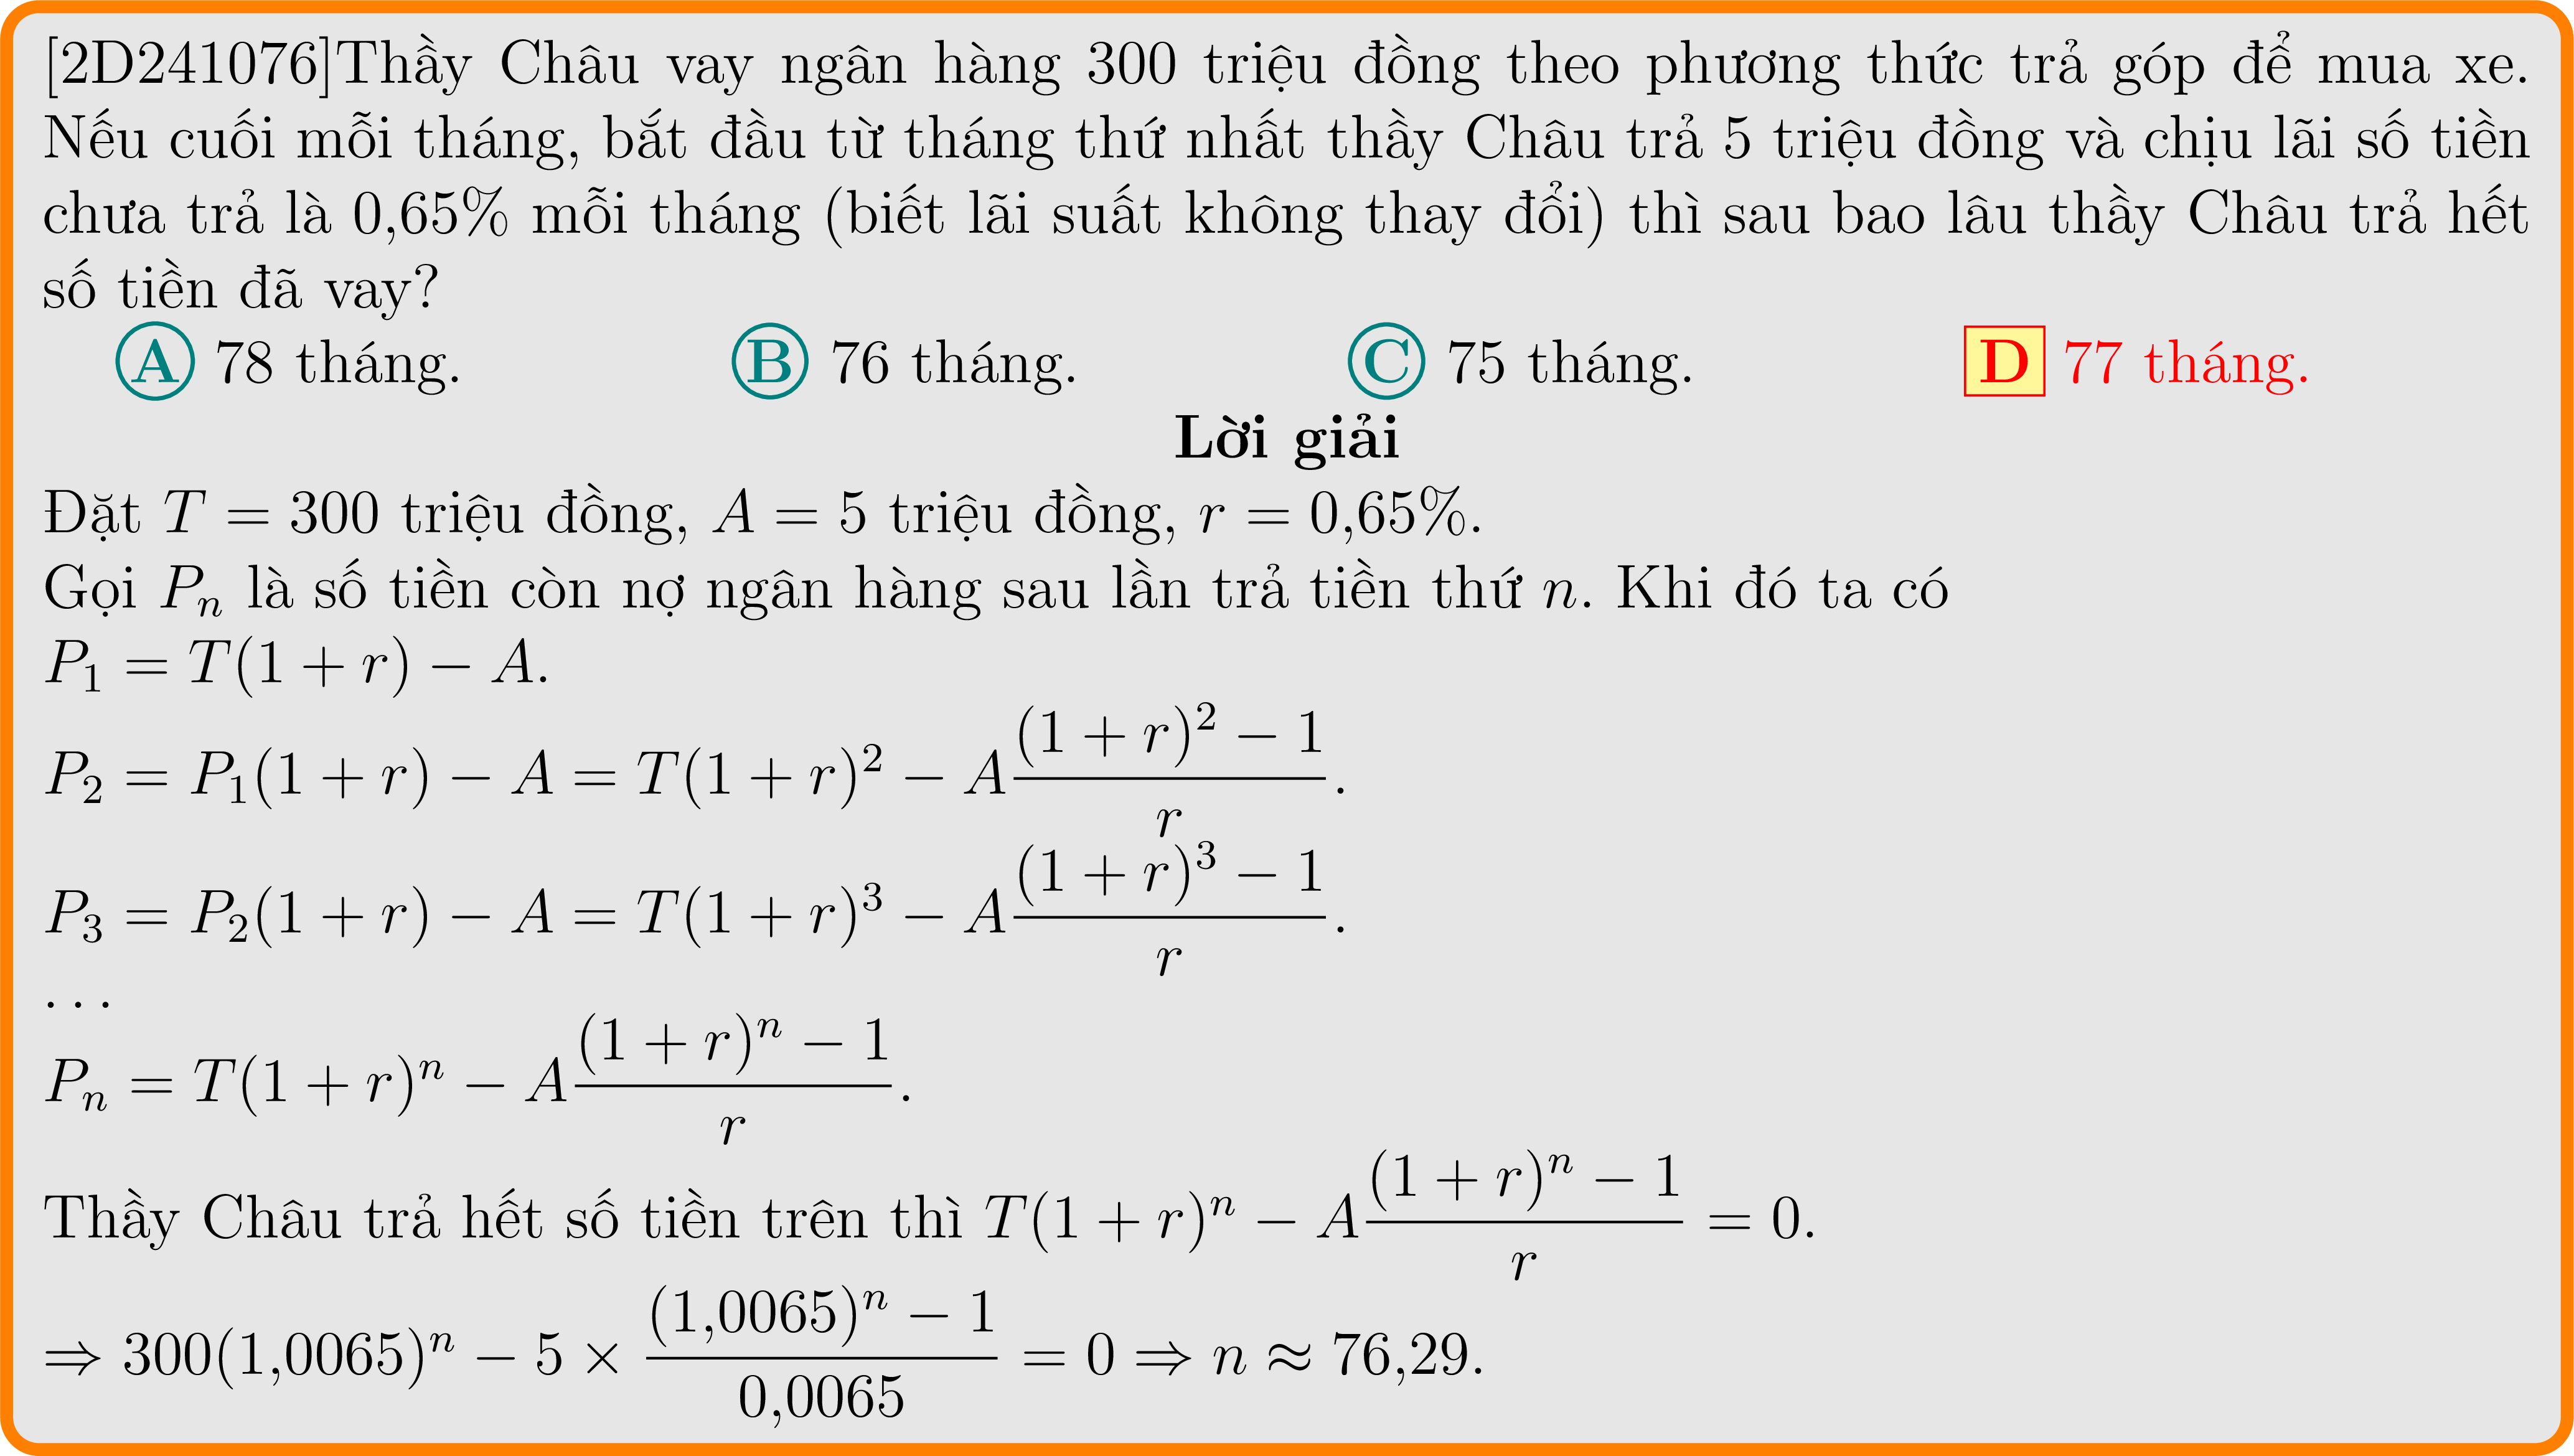 [2D241076]Thầy Châu vay ngân hàng 300 triệu đồng theo phương thức trả góp để mua xe.
Nếu cuối mỗi tháng, bắt đầu từ tháng thứ nhất thầy Châu trả 5 triệu đồng và chịu lãi số tiền
chưa trả là 0,65% mỗi tháng (biết lãi suất không thay đổi) thì sau bao lâu thầy Châu trả hết
số tiền đã vay?
A 78 tháng. B 76 tháng. C 75 tháng. D 77 tháng.
Lời giải
Đặt $T = 300$ triệu đồng, $A = 5$ triệu đồng, $r = 0{,}65\%$.
Gọi $P_n$ là số tiền còn nợ ngân hàng sau lần trả tiền thứ $n$. Khi đó ta có
$P_1 = T(1 + r) - A$.
$P_2 = P_1(1 + r) - A = T(1 + r)^2 - A\frac{(1 + r)^2 - 1}{r}$.
$P_3 = P_2(1 + r) - A = T(1 + r)^3 - A\frac{(1 + r)^3 - 1}{r}$.
...
$P_n = T(1 + r)^n - A\frac{(1 + r)^n - 1}{r}$.
Thầy Châu trả hết số tiền trên thì $T(1 + r)^n - A\frac{(1 + r)^n - 1}{r} = 0$.
$\Rightarrow 300(1{,}0065)^n - 5 \times \frac{(1{,}0065)^n - 1}{0{,}0065} = 0 \Rightarrow n \approx 76{,}29$.